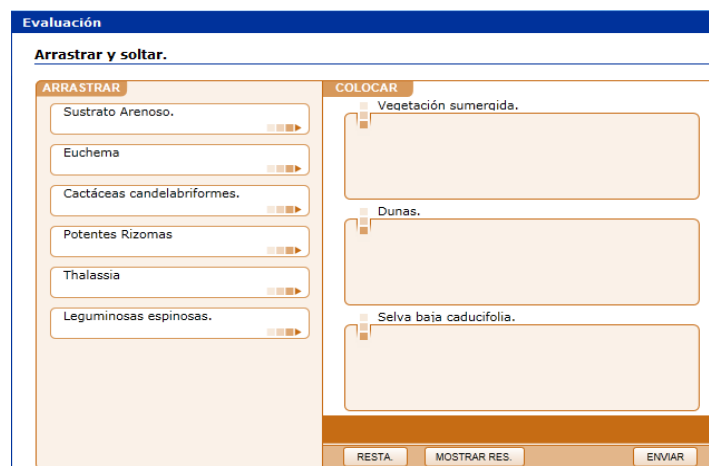 Evaluación
Arrastrar y soltar.
ARRASTRAR
Sustrato Arenoso.
Euchema
Cactáceas candelabriformes.
Potentes Rizomas
Thalassia
Leguminosas espinosas.
COLOCAR
Vegetación sumergida.
Dunas.
Selva baja caducifolia.
RESTA.
MOSTRAR RES.
ENVIAR